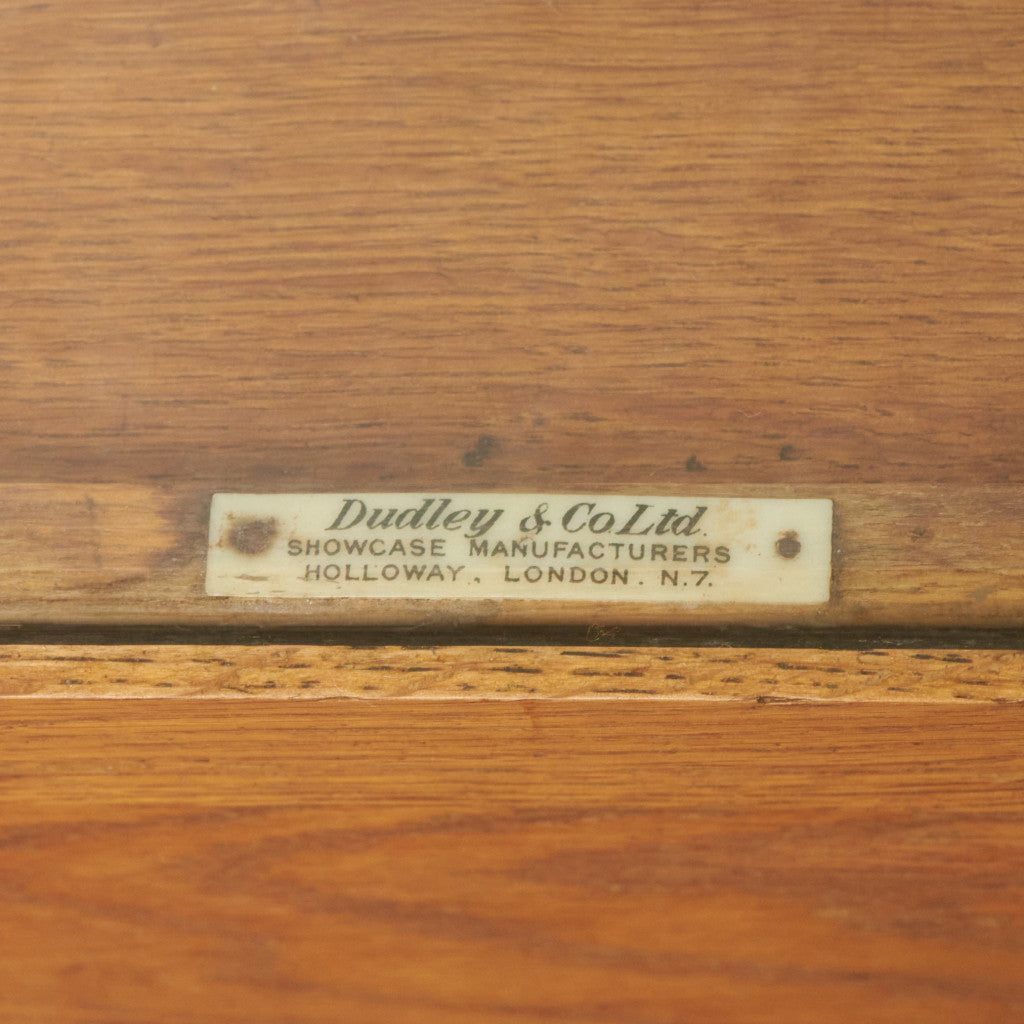 Dudley & Co. Ltd.
SHOWCASE MANUFACTURERS
HOLLOWAY. LONDON. N.7.